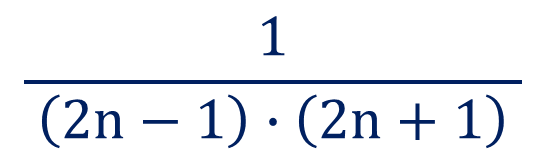 1
(2n − 1) · (2n + 1)